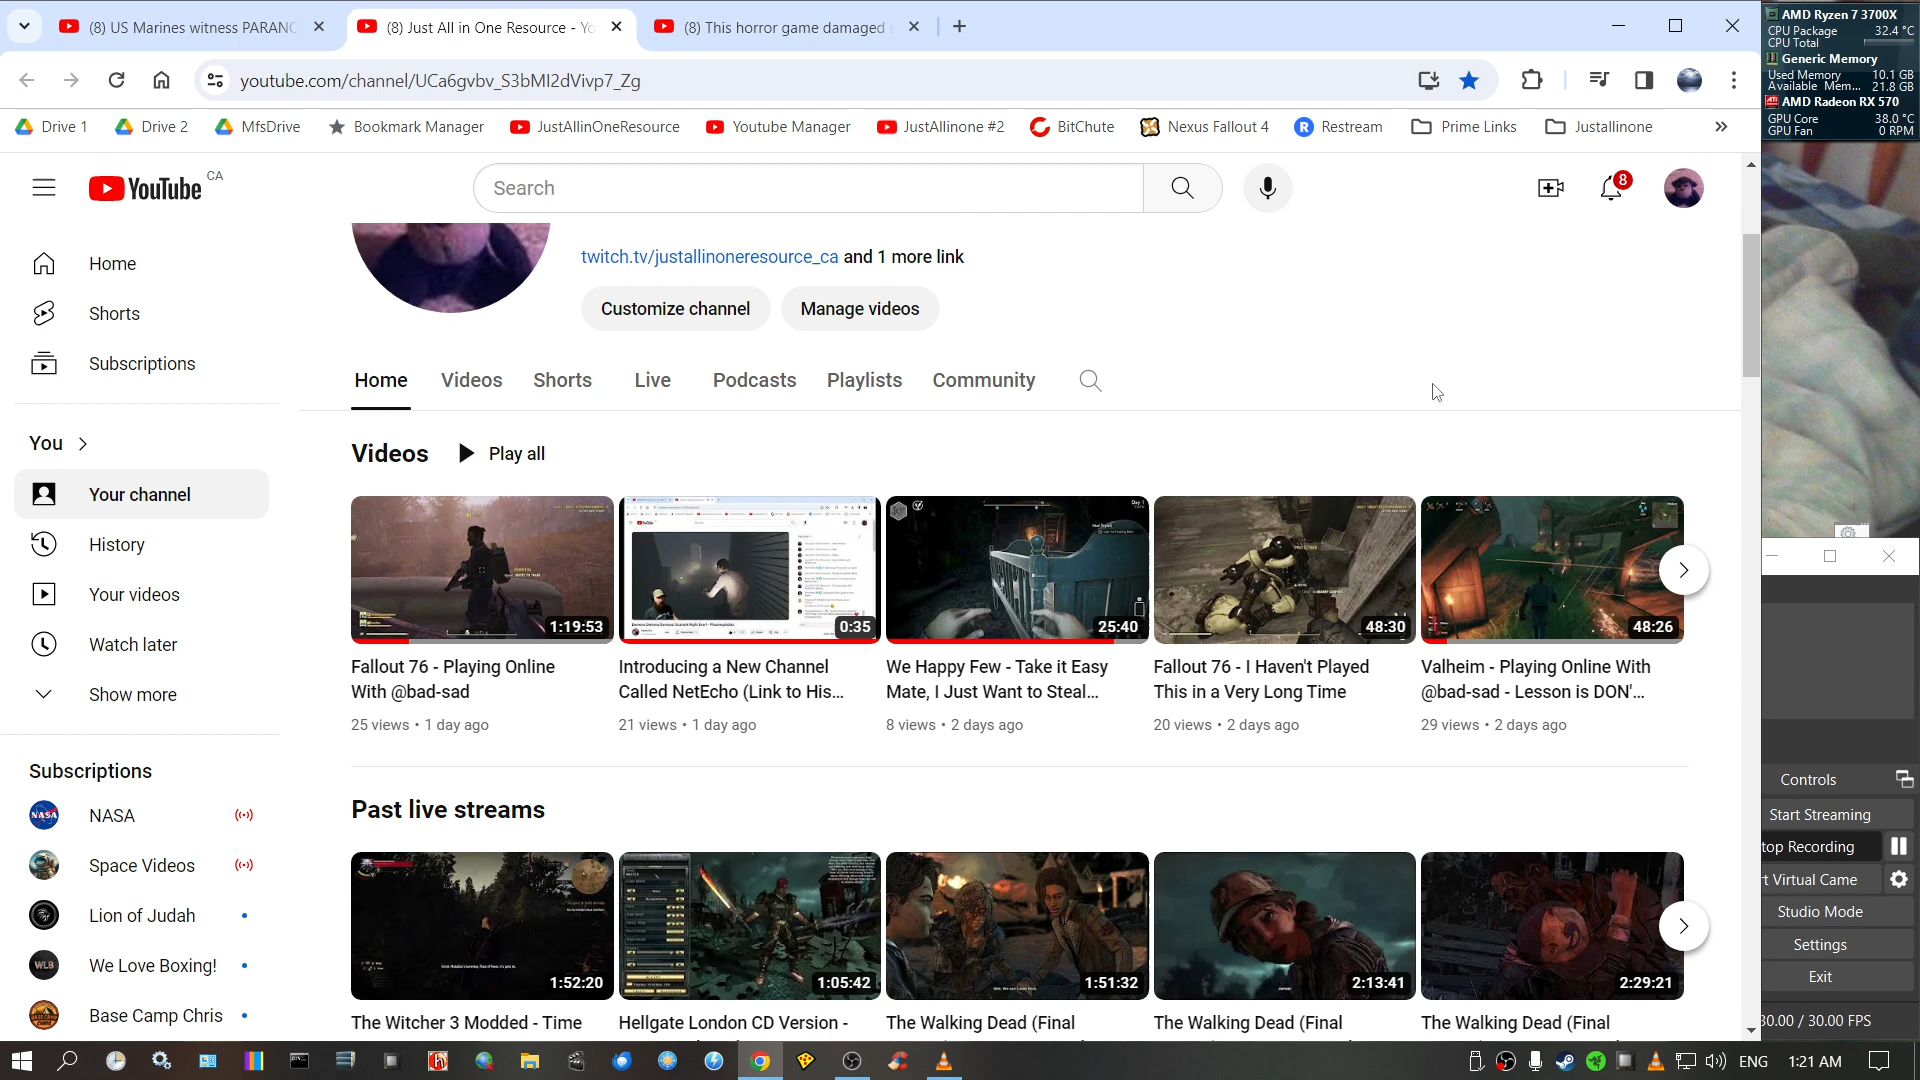 (8) US Marines witness PARANO
(8) Just All in One Resource - Yo
(8) This horror game damaged
AMD Ryzen 7 3700X
CPU Package 32.4 °C
CPU Total
Generic Memory
Used Memory 10.1 GB
Available Mem... 21.8 GB
AMD Radeon RX 570
GPU Core 38.0 °C
GPU Fan 0 RPM
youtube.com/channel/UCa6gvbv_S3bMI2dVivp7_Zg
Drive 1
Drive 2
MfsDrive
Bookmark Manager
JustAllinOneResource
Youtube Manager
JustAllinone #2
BitChute
Nexus Fallout 4
Restream
Prime Links
Justallinone
YouTube CA
Search
8
Home
Shorts
Subscriptions
You
Your channel
History
Your videos
Watch later
Show more
Subscriptions
NASA
Space Videos
Lion of Judah
We Love Boxing!
Base Camp Chris
twitch.tv/justallinoneresource_ca and 1 more link
Customize channel
Manage videos
Home
Videos
Shorts
Live
Podcasts
Playlists
Community
Videos
Play all
1:19:53
0:35
25:40
48:30
48:26
Fallout 76 - Playing Online
With @bad-sad
25 views • 1 day ago
Introducing a New Channel
Called NetEcho (Link to His...
21 views • 1 day ago
We Happy Few - Take it Easy
Mate, I Just Want to Steal...
8 views • 2 days ago
Fallout 76 - I Haven't Played
This in a Very Long Time
20 views • 2 days ago
Valheim - Playing Online With
@bad-sad - Lesson is DON'...
29 views • 2 days ago
Past live streams
1:52:20
1:05:42
1:51:32
2:13:41
2:29:21
The Witcher 3 Modded - Time
Hellgate London CD Version -
The Walking Dead (Final
The Walking Dead (Final
The Walking Dead (Final
Controls
Start Streaming
top Recording
rt Virtual Came
Studio Mode
Settings
Exit
30.00 / 30.00 FPS
ENG
1:21 AM